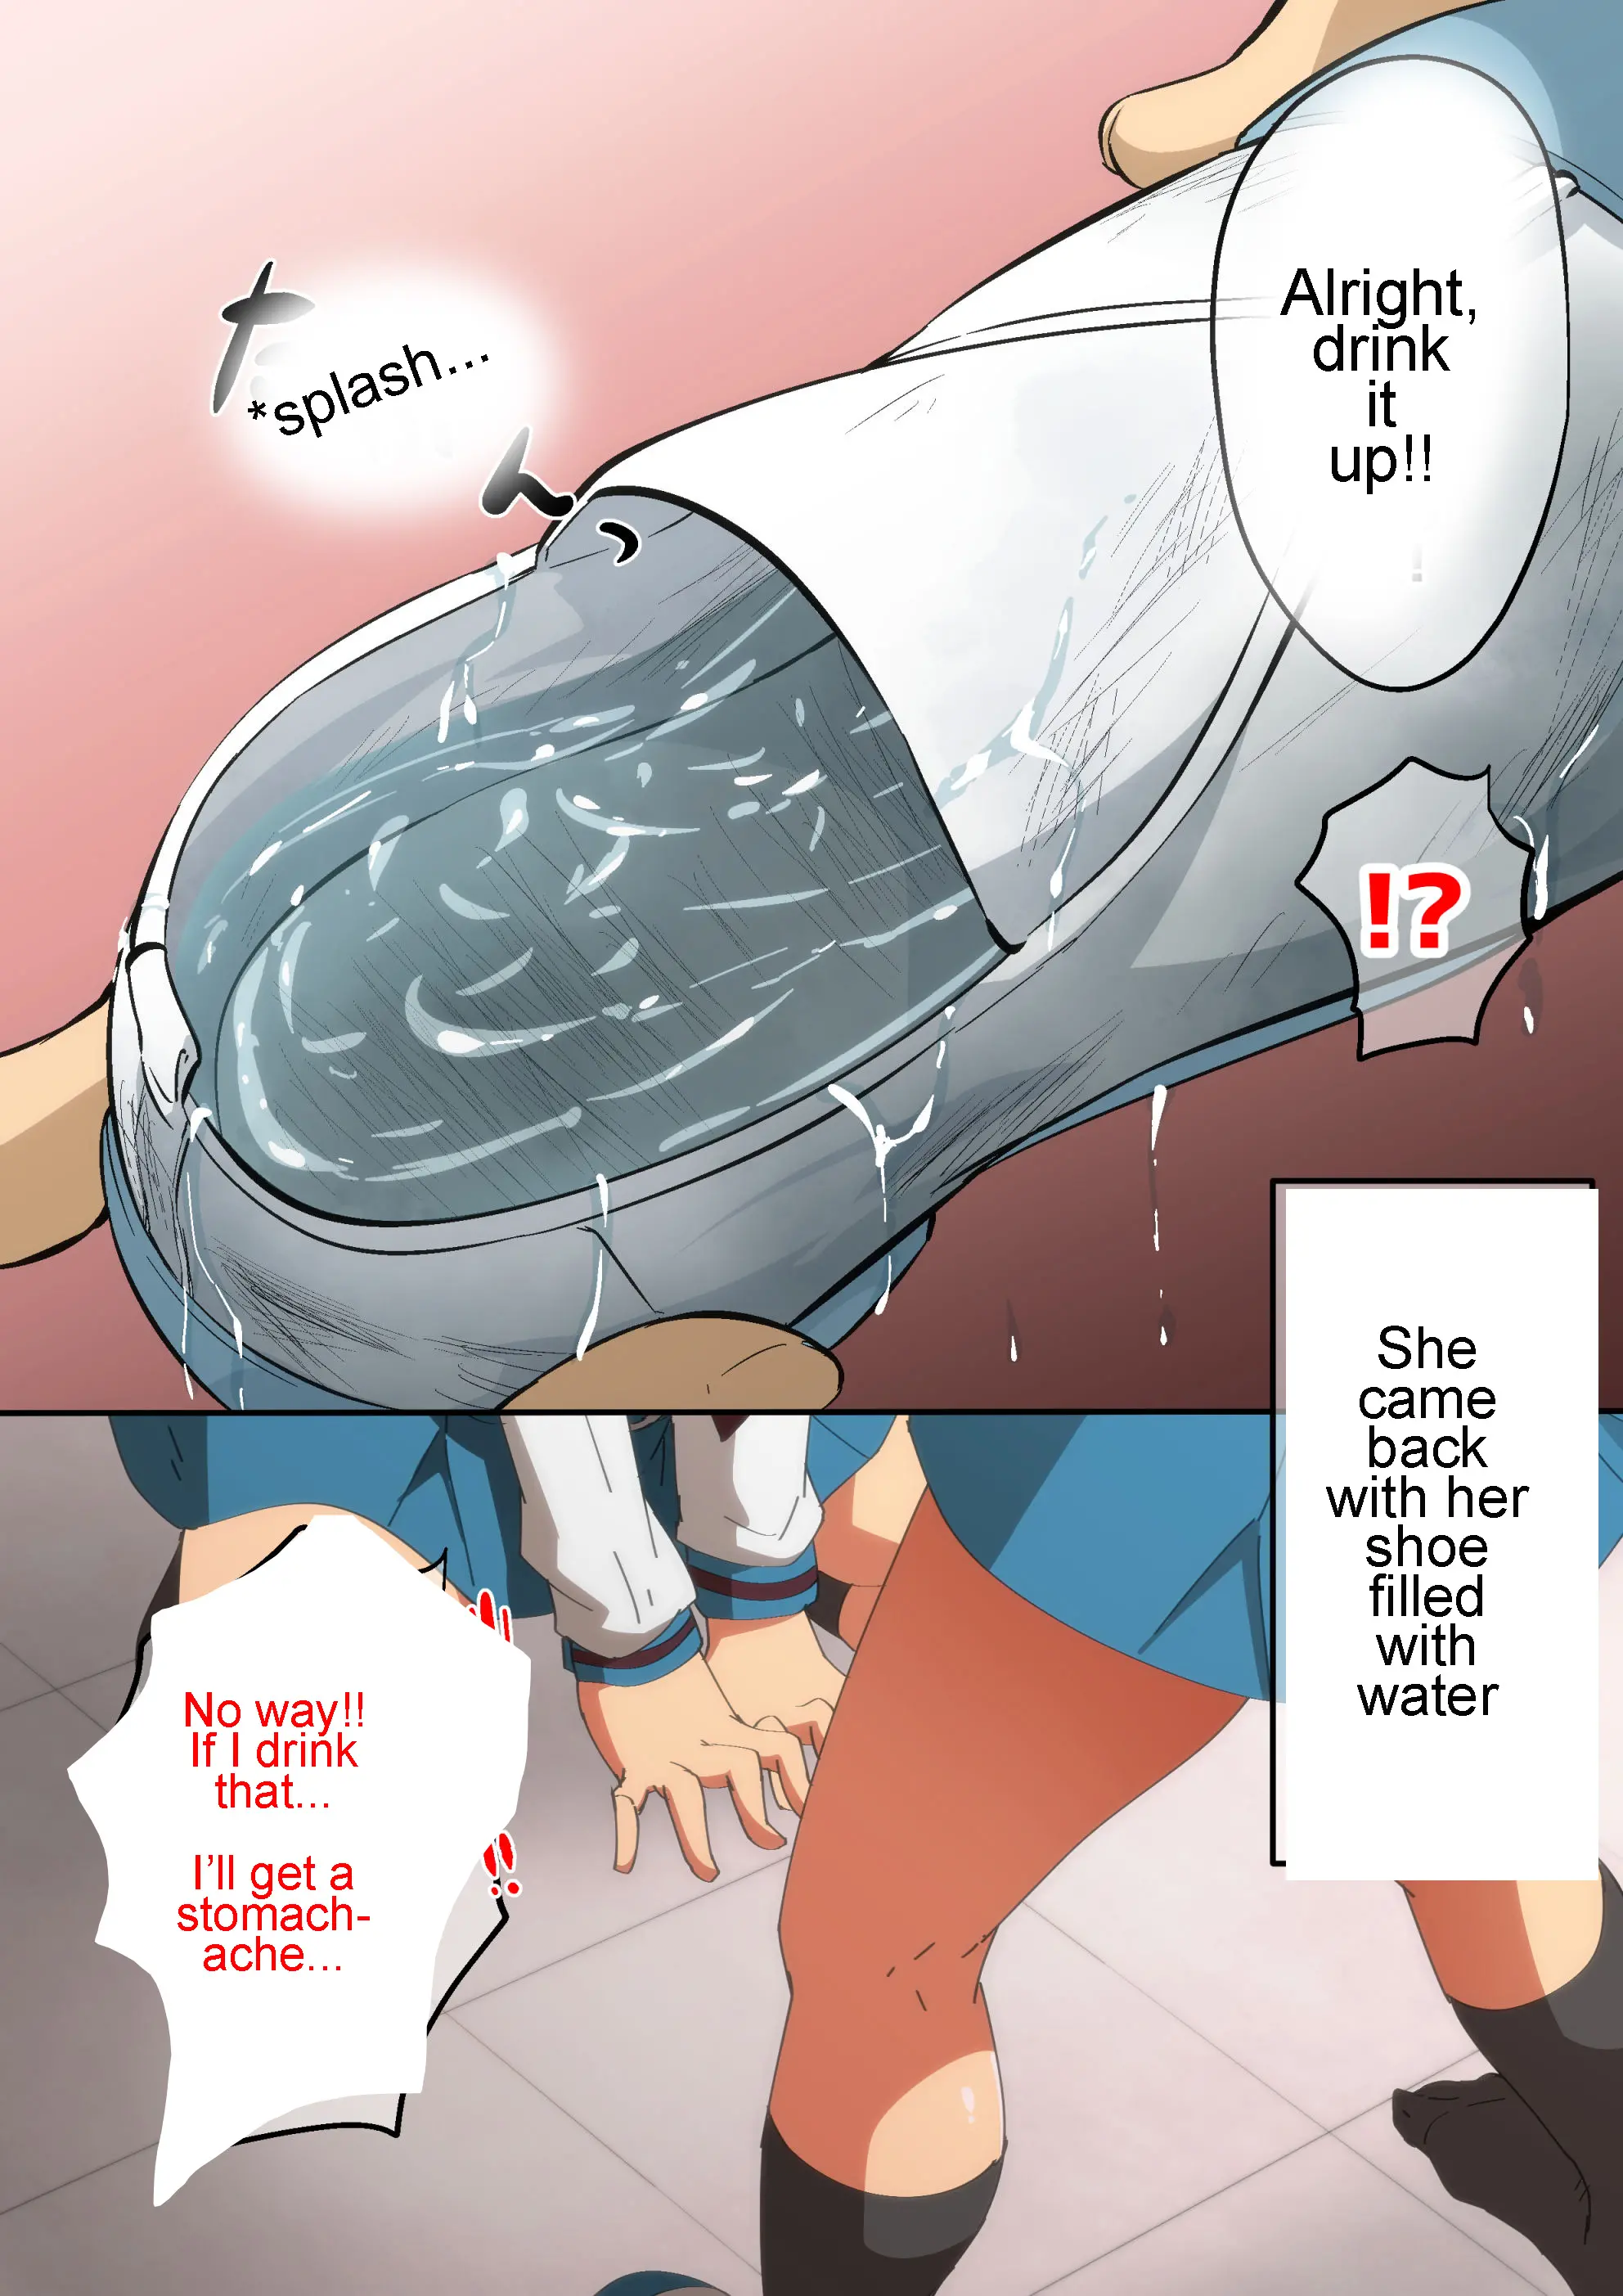 Alright,
drink
it
up!!
*splash...
!?
She
came
back
with her
shoe
filled
with
water
No way!!
If I drink
that...
I'll get a
stomach-
ache...